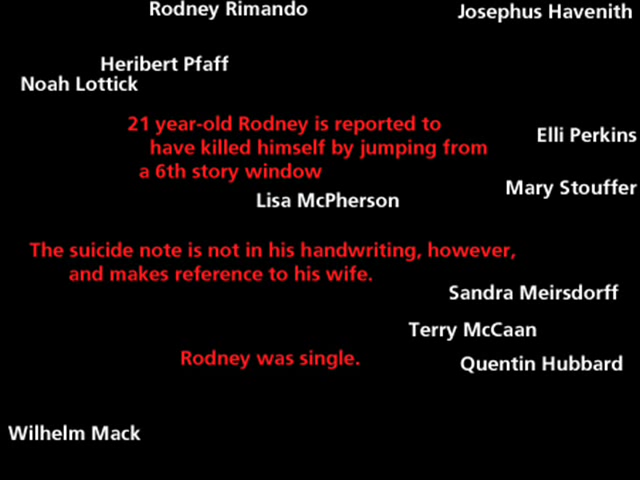 Rodney Rimando
Josephus Havenith
Heribert Pfaff
Noah Lottick
21 year-old Rodney is reported to
have killed himself by jumping from
a 6th story window
Elli Perkins
Mary Stouffer
Lisa McPherson
The suicide note is not in his handwriting, however,
and makes reference to his wife.
Sandra Meirsdorff
Terry McCaan
Rodney was single.
Quentin Hubbard
Wilhelm Mack